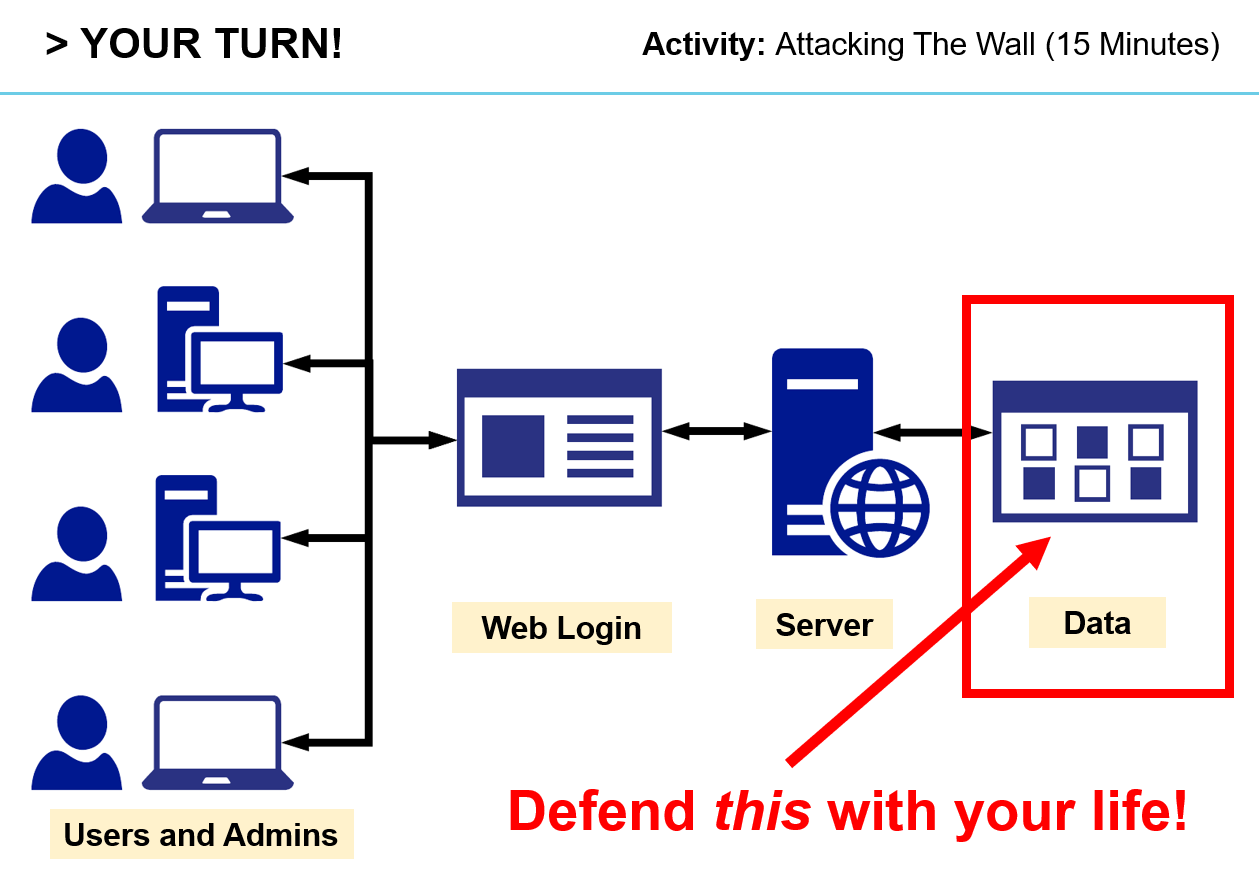 > YOUR TURN!
Activity: Attacking The Wall (15 Minutes)
Web Login
Server
Data
Defend this with your life!
Users and Admins